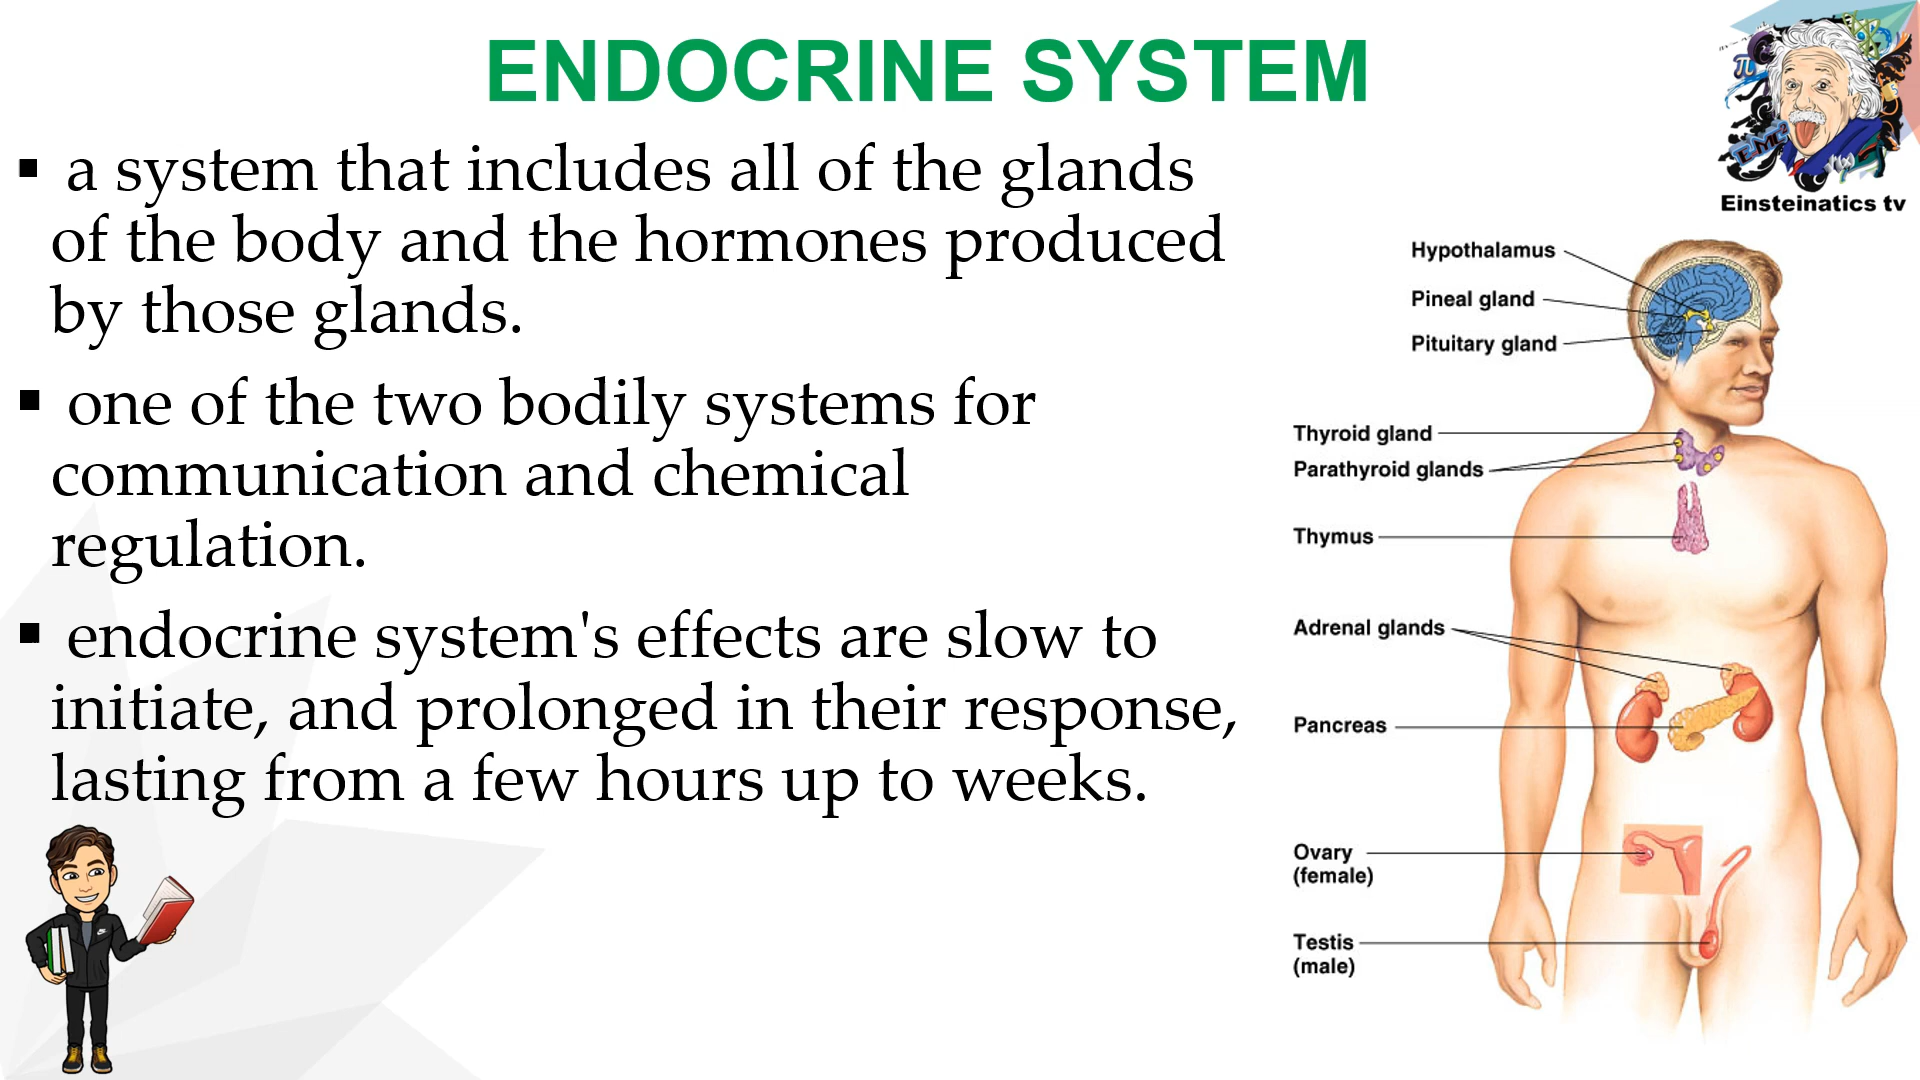 ENDOCRINE SYSTEM
▪ a system that includes all of the glands
of the body and the hormones produced
by those glands.
▪ one of the two bodily systems for
communication and chemical
regulation.
▪ endocrine system's effects are slow to
initiate, and prolonged in their response,
lasting from a few hours up to weeks.
π
E=MC²
f(x)
Einsteinatics tv
Hypothalamus
Pineal gland
Pituitary gland
Thyroid gland
Parathyroid glands
Thymus
Adrenal glands
Pancreas
Ovary
(female)
Testis
(male)